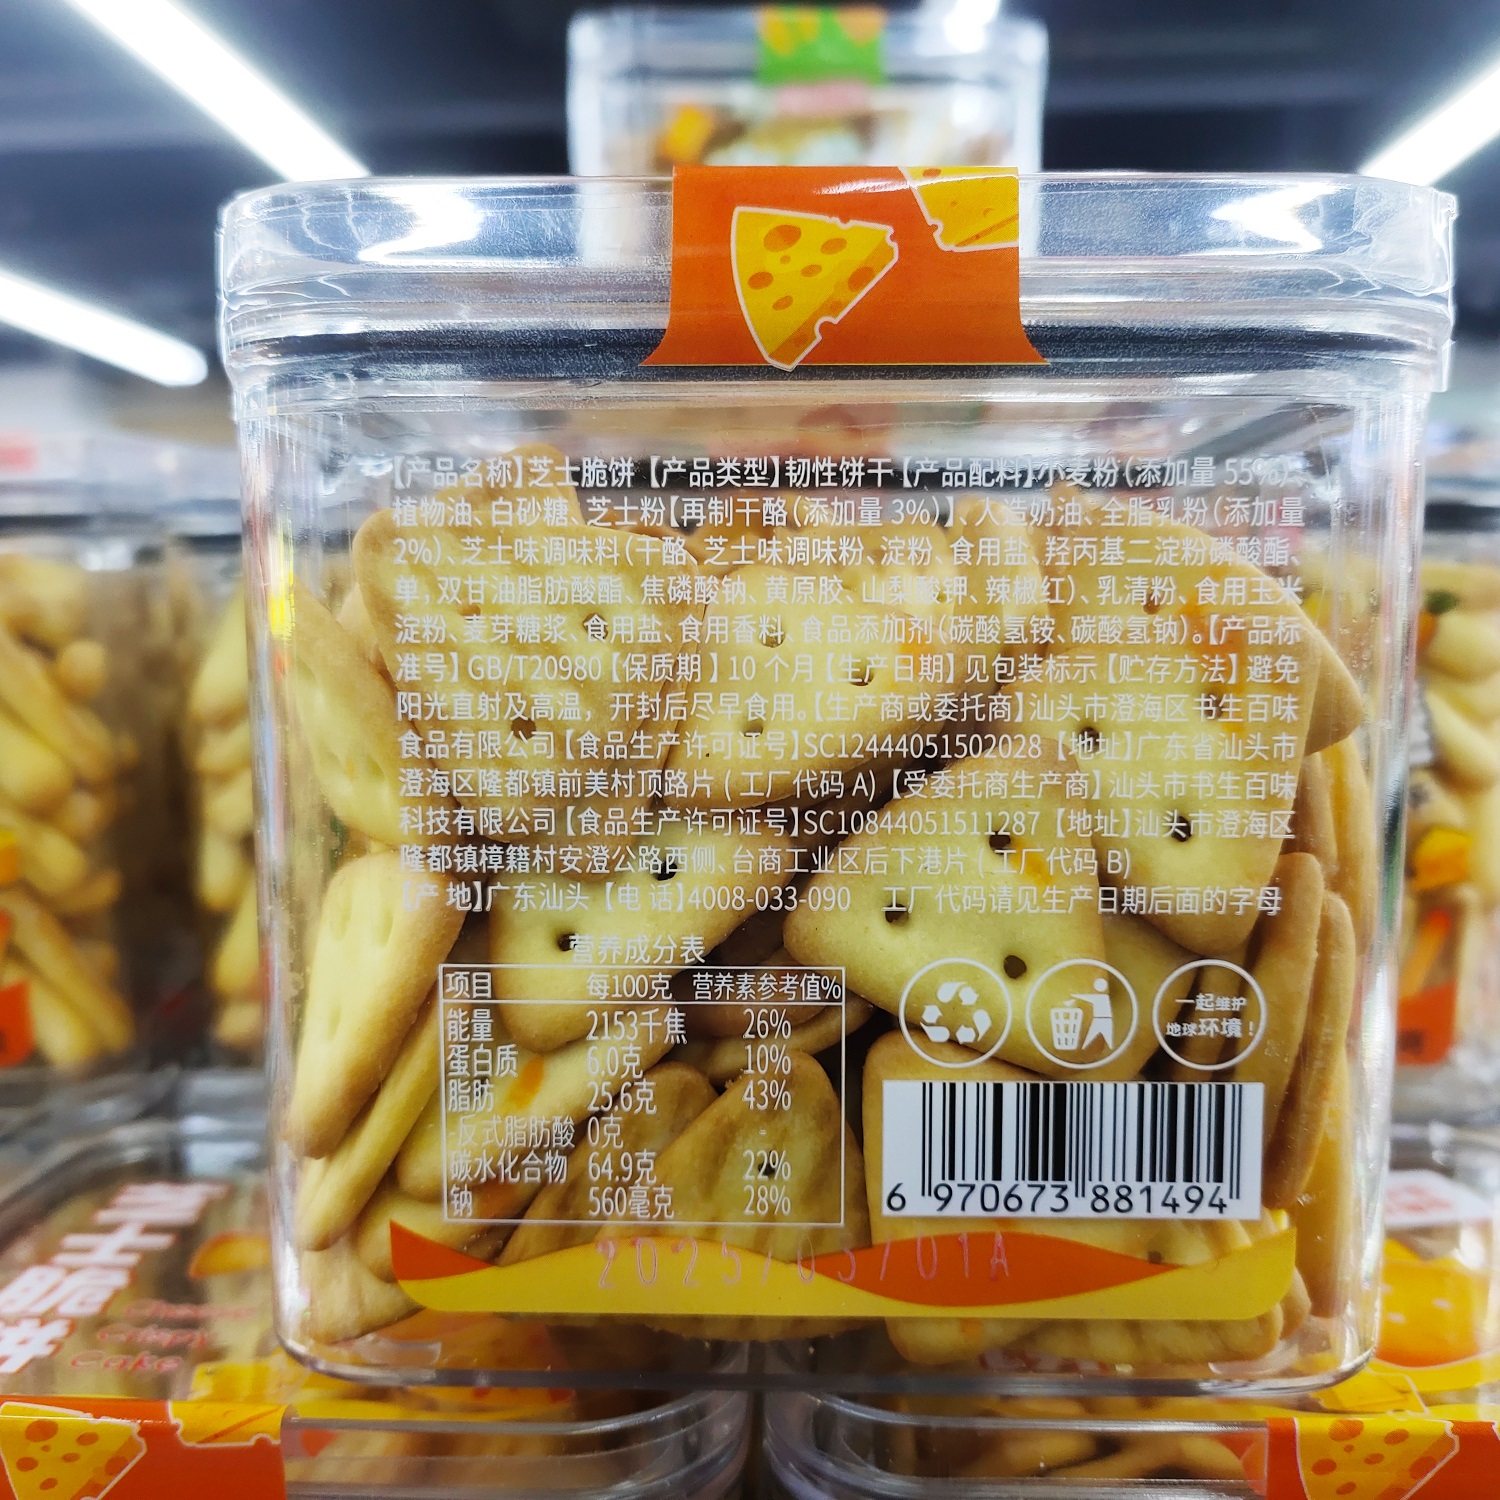 【产品名称】芝士脆饼【产品类型】韧性饼干【产品配料】小麦粉（添加量 55%）、
植物油、白砂糖、芝士粉【再制干酪（添加量 3%）】、人造奶油、全脂乳粉（添加量
2%）、芝士味调味料（干酪、芝士味调味粉、淀粉、食用盐、羟丙基二淀粉磷酸酯、
单，双甘油脂肪酸酯、焦磷酸钠、黄原胶、山梨酸钾、辣椒红）、乳清粉、食用玉米
淀粉、麦芽糖浆、食用盐、食用香料、食品添加剂（碳酸氢铵、碳酸氢钠）。【产品标
准号】GB/T20980【保质期】10 个月【生产日期】见包装标示【贮存方法】避免
阳光直射及高温，开封后尽早食用。【生产商或委托商】汕头市澄海区书生百味
食品有限公司【食品生产许可证号】SC12444051502028【地址】广东省汕头市
澄海区隆都镇前美村顶路片（工厂代码 A）【受委托商生产商】汕头市书生百味
科技有限公司【食品生产许可证号】SC10844051511287【地址】汕头市澄海区
隆都镇樟籍村安澄公路西侧、台商工业区后下港片（工厂代码 B）
【产 地】广东汕头【电 话】4008-033-090 工厂代码请见生产日期后面的字母
营养成分表
项目 每100克 营养素参考值%
能量 2153千焦 26%
蛋白质 6.0克 10%
脂肪 25.6克 43%
-反式脂肪酸 0克 -
碳水化合物 64.9克 22%
钠 560毫克 28%
一起维护
地球环境！
6 970673 881494
2025/03/01A
芝士脆饼
Cheese
Crispy
Cake